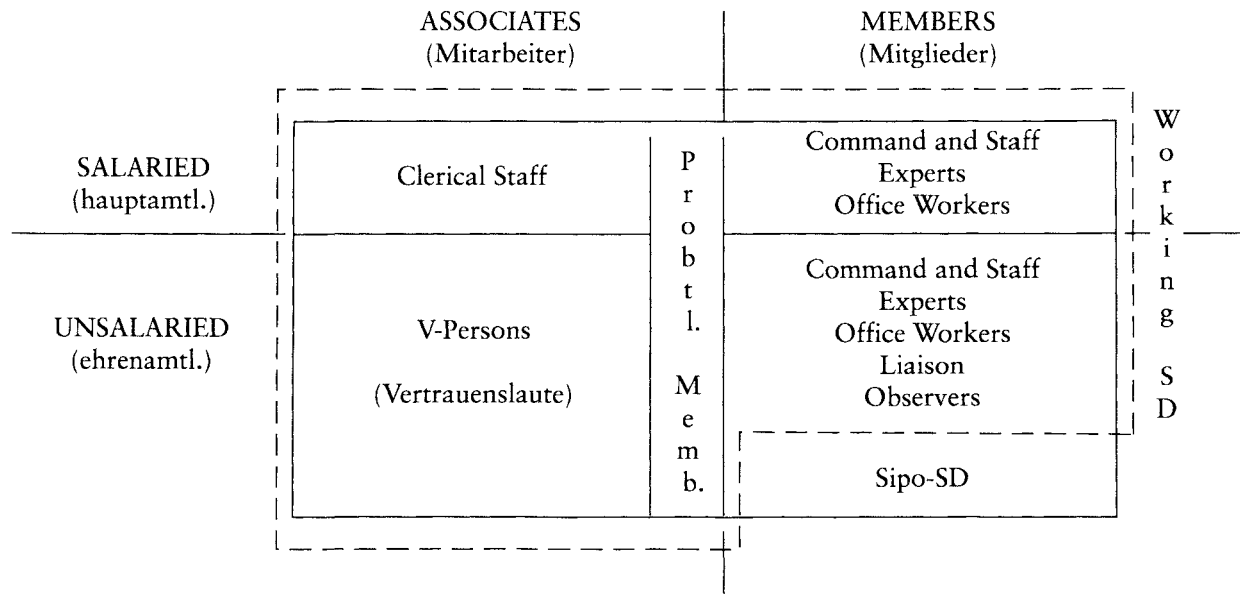 ASSOCIATES
(Mitarbeiter)
MEMBERS
(Mitglieder)
SALARIED
(hauptamtl.)
Clerical Staff
Probtl. Memb.
Command and Staff
Experts
Office Workers
Working SD
UNSALARIED
(ehrenamtl.)
V-Persons
(Vertrauenslaute)
Command and Staff
Experts
Office Workers
Liaison
Observers
Sipo-SD